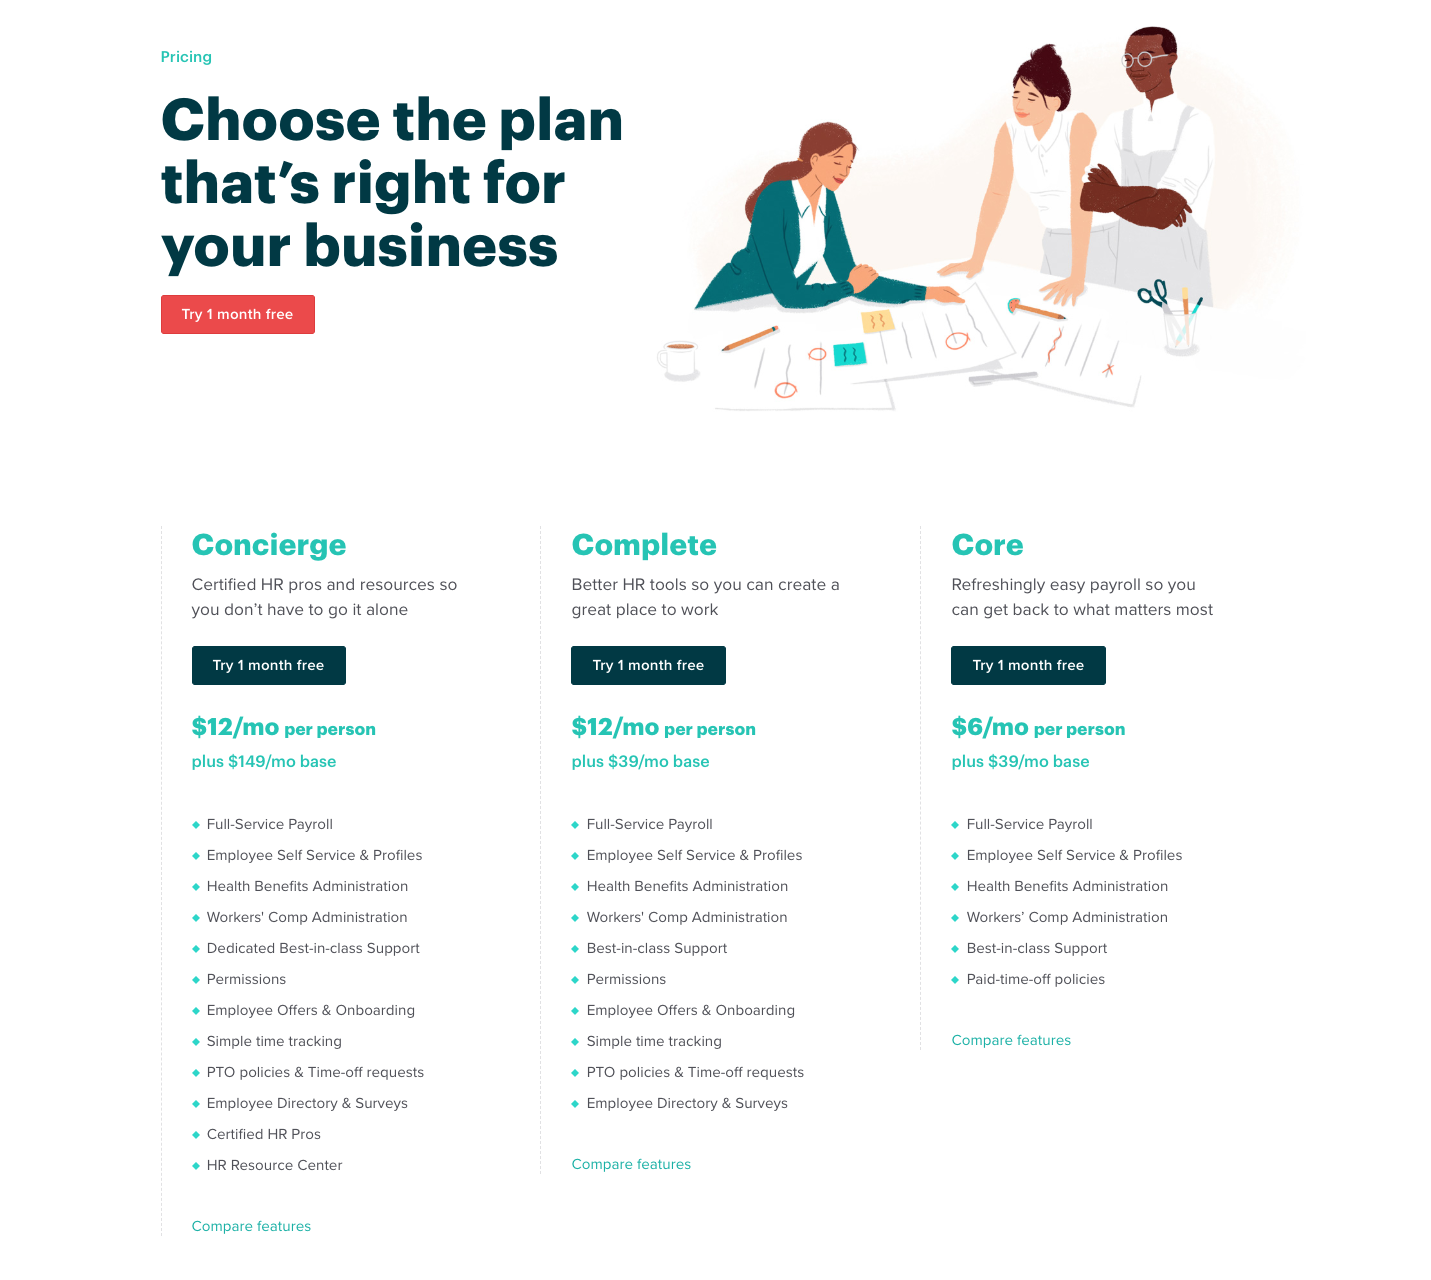 Pricing
Choose the plan
that’s right for
your business
Try 1 month free
Concierge
Certified HR pros and resources so
you don’t have to go it alone
Try 1 month free
$12/mo per person
plus $149/mo base
Full-Service Payroll
Employee Self Service & Profiles
Health Benefits Administration
Workers' Comp Administration
Dedicated Best-in-class Support
Permissions
Employee Offers & Onboarding
Simple time tracking
PTO policies & Time-off requests
Employee Directory & Surveys
Certified HR Pros
HR Resource Center
Compare features
Complete
Better HR tools so you can create a
great place to work
Try 1 month free
$12/mo per person
plus $39/mo base
Full-Service Payroll
Employee Self Service & Profiles
Health Benefits Administration
Workers' Comp Administration
Best-in-class Support
Permissions
Employee Offers & Onboarding
Simple time tracking
PTO policies & Time-off requests
Employee Directory & Surveys
Compare features
Core
Refreshingly easy payroll so you
can get back to what matters most
Try 1 month free
$6/mo per person
plus $39/mo base
Full-Service Payroll
Employee Self Service & Profiles
Health Benefits Administration
Workers’ Comp Administration
Best-in-class Support
Paid-time-off policies
Compare features